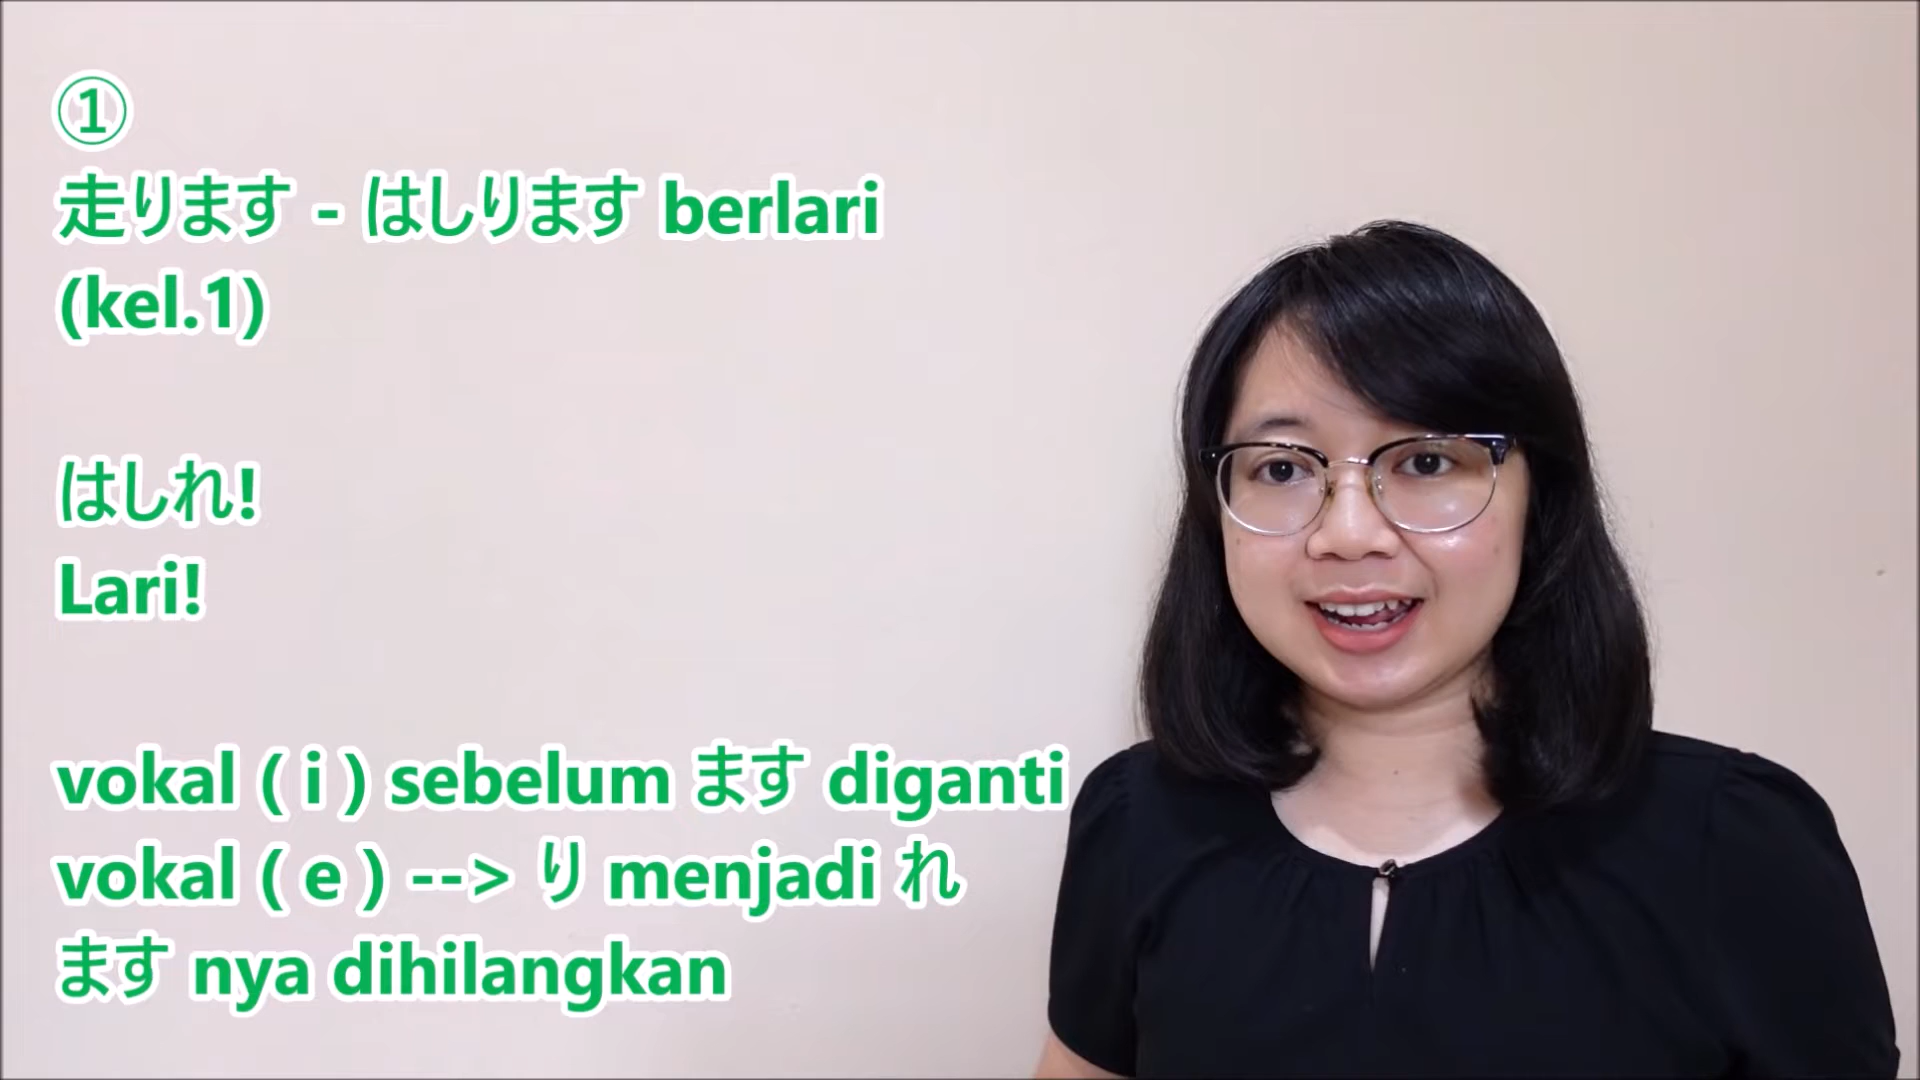 ①
走ります - はしります berlari
(kel.1)
はしれ!
Lari!
vokal ( i ) sebelum ます diganti
vokal ( e ) --> り menjadi れ
ます nya dihilangkan